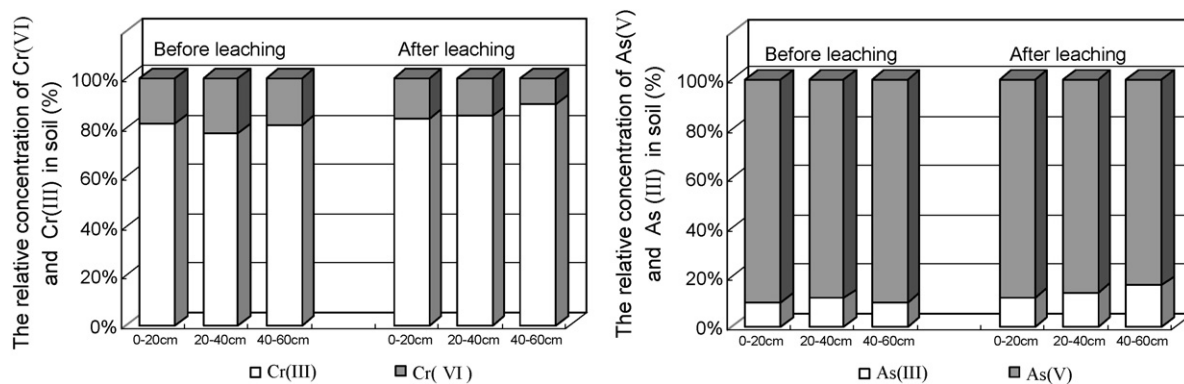 The relative concentration of Cr(VI)
and Cr(III) in soil (%)
Before leaching
After leaching
100%
80%
60%
40%
20%
0%
0-20cm 20-40cm 40-60cm
0-20cm 20-40cm 40-60cm
Cr(III)
Cr( VI )
The relative concentration of As(V)
and As (III) in soil (%)
Before leaching
After leaching
100%
80%
60%
40%
20%
0%
0-20cm 20-40cm 40-60cm
0-20cm 20-40cm 40-60cm
As(III)
As(V)